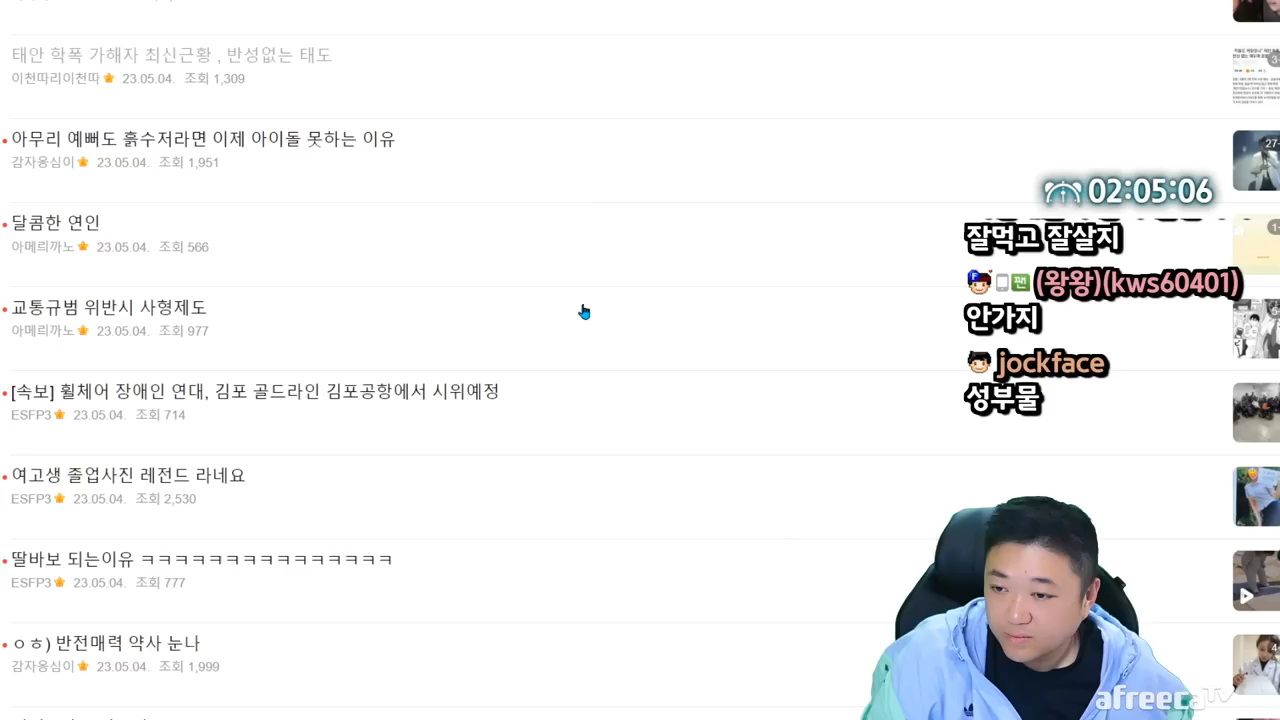 태안 학폭 가해자 최신근황 , 반성없는 태도
이천따리이천따 23.05.04. 조회 1,309
아무리 예뻐도 흙수저라면 이제 아이돌 못하는 이유
감자옹심이 23.05.04. 조회 1,951
27
02:05:06
달콤한 연인
아메리까노 23.05.04. 조회 566
잘먹고 잘살지
팬 (왕왕)(kws60401)
안가지
교통규범 위반시 사형제도
아메리까노 23.05.04. 조회 977
jockface
성부물
[속보] 휠체어 장애인 연대, 김포 골드라인 김포공항에서 시위예정
ESFP3 23.05.04. 조회 714
여고생 졸업사진 레전드 라네요
ESFP3 23.05.04. 조회 2,530
딸바보 되는이유 ㅋㅋㅋㅋㅋㅋㅋㅋㅋㅋㅋㅋㅋㅋㅋ
ESFP3 23.05.04. 조회 777
ㅇㅎ) 반전매력 약사 눈나
감자옹심이 23.05.04. 조회 1,999
afreecaTV